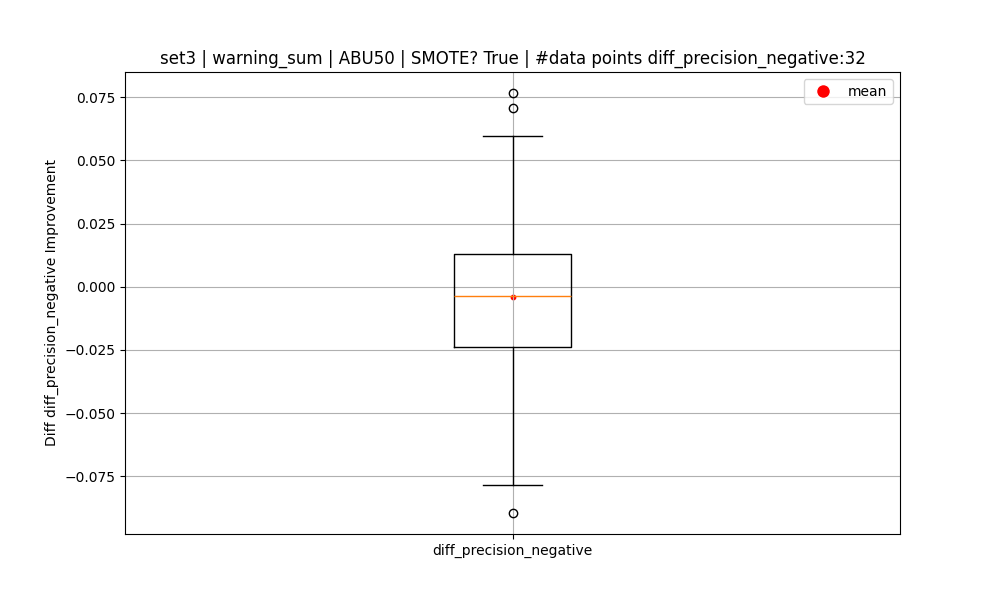 set3 | warning_sum | ABU50 | SMOTE? True | #data points diff_precision_negative:32
mean
Diff diff_precision_negative Improvement
0.075
0.050
0.025
0.000
−0.025
−0.050
−0.075
diff_precision_negative